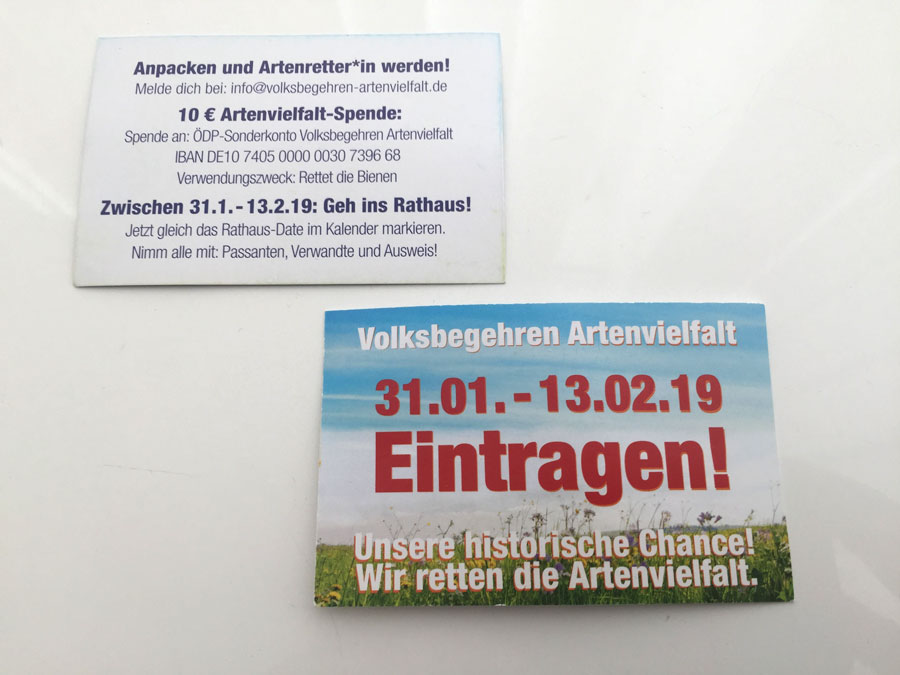 Anpacken und Artenretter*in werden!
Melde dich bei: info@volksbegehren-artenvielfalt.de
10 € Artenvielfalt-Spende:
Spende an: ÖDP-Sonderkonto Volksbegehren Artenvielfalt
IBAN DE10 7405 0000 0030 7396 68
Verwendungszweck: Rettet die Bienen
Zwischen 31.1. - 13.2.19: Geh ins Rathaus!
Jetzt gleich das Rathaus-Date im Kalender markieren.
Nimm alle mit: Passanten, Verwandte und Ausweis!
Volksbegehren Artenvielfalt
31.01. - 13.02.19
Eintragen!
Unsere historische Chance!
Wir retten die Artenvielfalt.